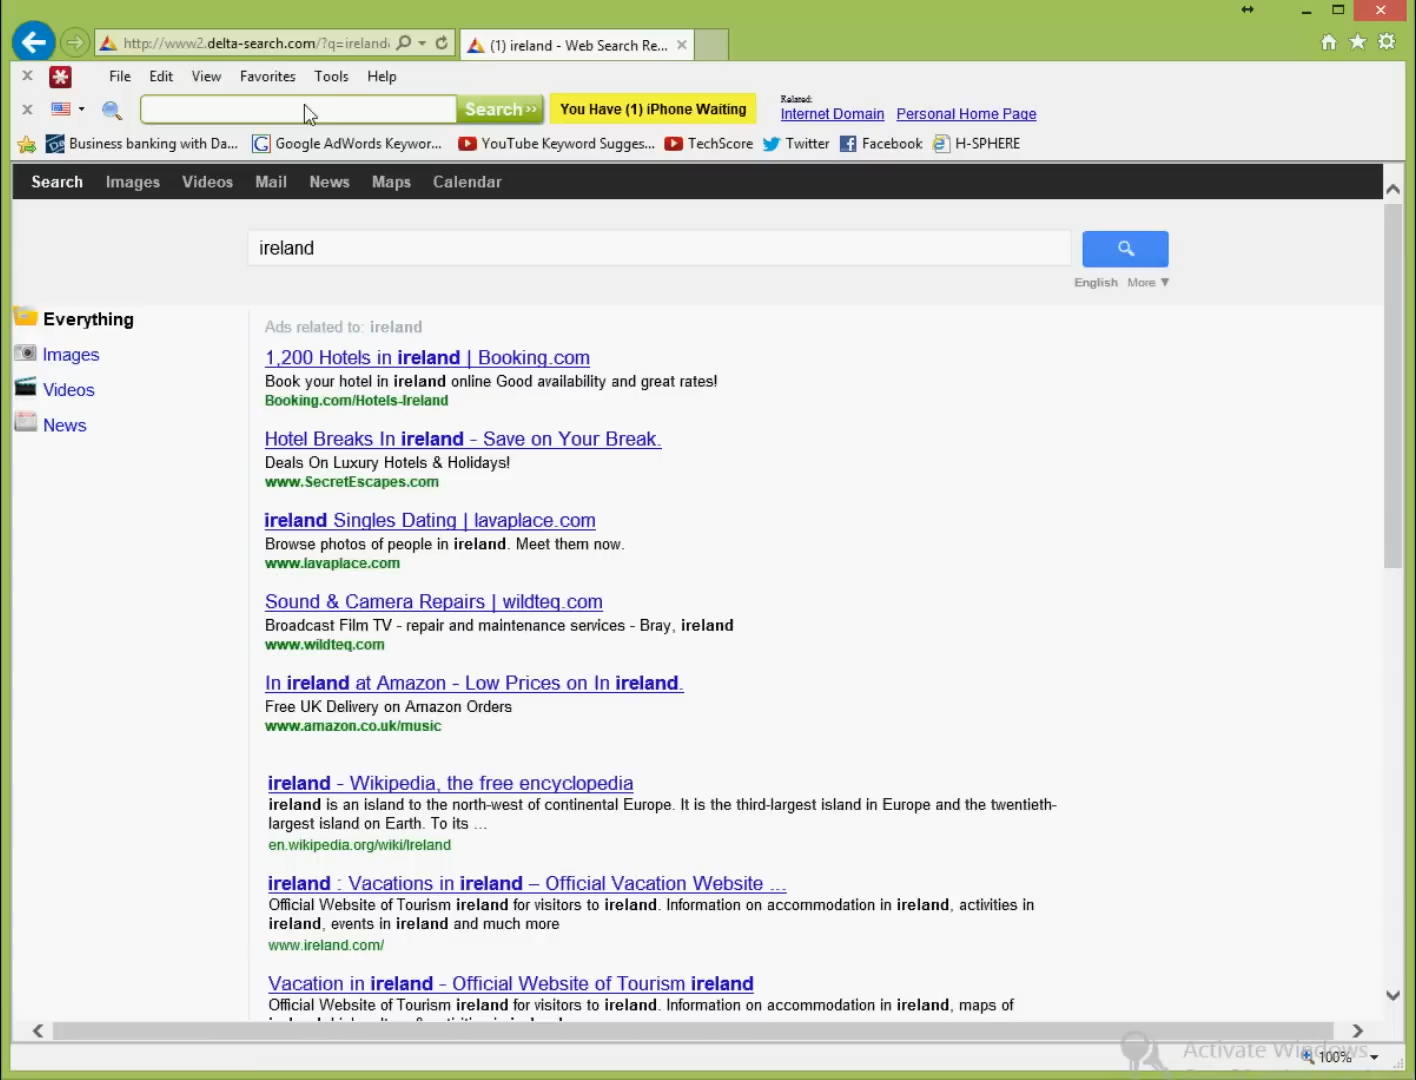 http://www2.delta-search.com/?q=ireland
(1) ireland - Web Search Re...
File Edit View Favorites Tools Help
Search >>
You Have (1) iPhone Waiting
Related:
Internet Domain Personal Home Page
Business banking with Da... Google AdWords Keywor... YouTube Keyword Sugges... TechScore Twitter Facebook H-SPHERE
Search Images Videos Mail News Maps Calendar
ireland
English More ▼
Everything
Images
Videos
News
Ads related to: ireland
1,200 Hotels in ireland | Booking.com
Book your hotel in ireland online Good availability and great rates!
Booking.com/Hotels-Ireland
Hotel Breaks In ireland - Save on Your Break.
Deals On Luxury Hotels & Holidays!
www.SecretEscapes.com
ireland Singles Dating | lavaplace.com
Browse photos of people in ireland. Meet them now.
www.lavaplace.com
Sound & Camera Repairs | wildteq.com
Broadcast Film TV - repair and maintenance services - Bray, ireland
www.wildteq.com
In ireland at Amazon - Low Prices on In ireland.
Free UK Delivery on Amazon Orders
www.amazon.co.uk/music
ireland - Wikipedia, the free encyclopedia
ireland is an island to the north-west of continental Europe. It is the third-largest island in Europe and the twentieth-
largest island on Earth. To its ...
en.wikipedia.org/wiki/Ireland
ireland : Vacations in ireland – Official Vacation Website ...
Official Website of Tourism ireland for visitors to ireland. Information on accommodation in ireland, activities in
ireland, events in ireland and much more
www.ireland.com/
Vacation in ireland - Official Website of Tourism ireland
Official Website of Tourism ireland for visitors to ireland. Information on accommodation in ireland, maps of
Activate Windows
100%